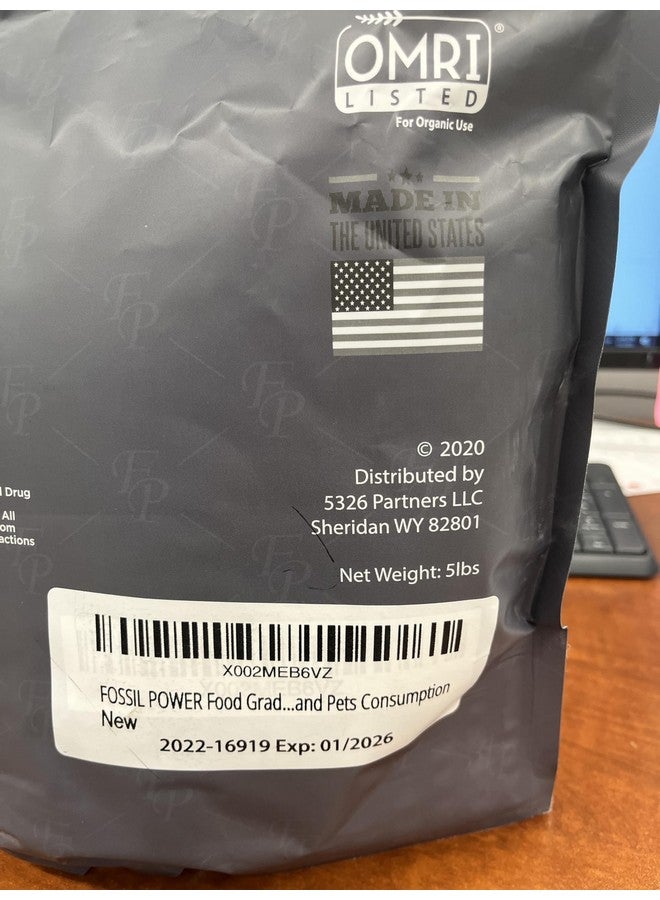 OMRI
®
LISTED
For Organic Use
MADE IN
THE UNITED STATES
l Drug
All
om
actions
© 2020
Distributed by
5326 Partners LLC
Sheridan WY 82801
Net Weight: 5lbs
X002MEB6VZ
FOSSIL POWER Food Grad...and Pets Consumption
New
2022-16919 Exp: 01/2026